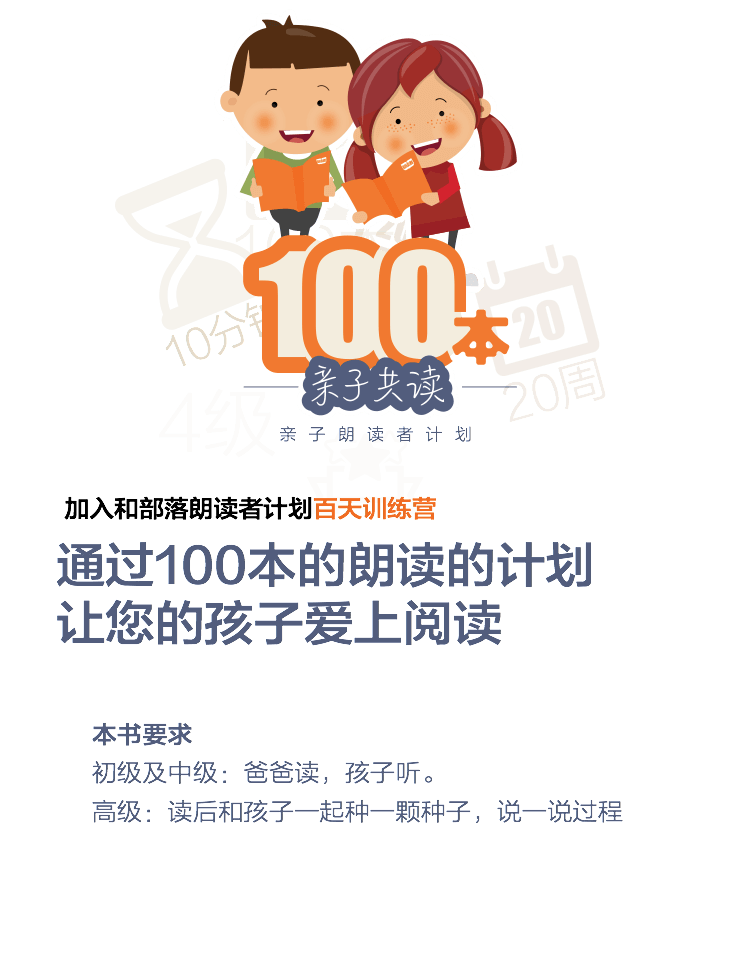 100本
10分钟
20
20周
亲子共读
4级
亲子朗读者计划
加入和部落朗读者计划百天训练营
通过100本的朗读的计划
让您的孩子爱上阅读
本书要求
初级及中级：爸爸读，孩子听。
高级：读后和孩子一起种一颗种子，说一说过程